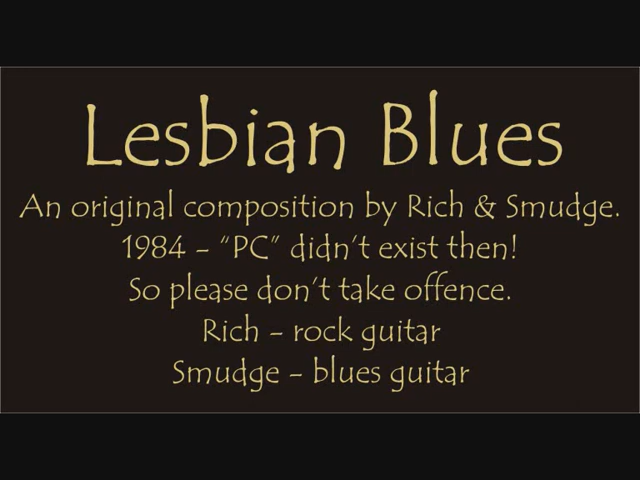 Lesbian Blues
An original composition by Rich & Smudge.
1984 - “PC” didn’t exist then!
So please don’t take offence.
Rich - rock guitar
Smudge - blues guitar